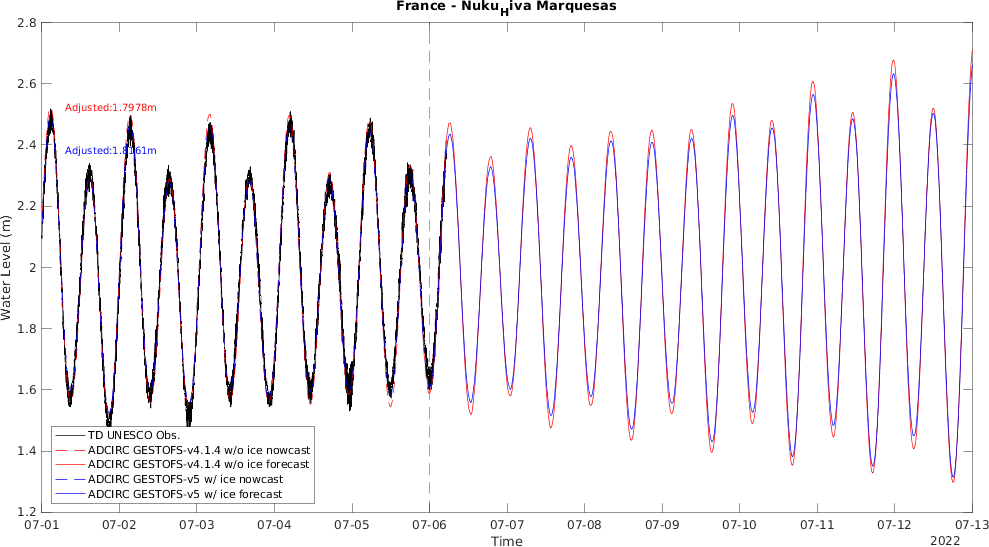 France - Nuku_Hiva Marquesas
2.8
2.6
2.4
2.2
2
1.8
1.6
1.4
1.2
Water Level (m)
Adjusted:1.7978m
Adjusted:1.8161m
TD UNESCO Obs.
ADCIRC GESTOFS-v4.1.4 w/o ice nowcast
ADCIRC GESTOFS-v4.1.4 w/o ice forecast
ADCIRC GESTOFS-v5 w/ ice nowcast
ADCIRC GESTOFS-v5 w/ ice forecast
07-01 07-02 07-03 07-04 07-05 07-06 07-07 07-08 07-09 07-10 07-11 07-12 07-13
Time
2022